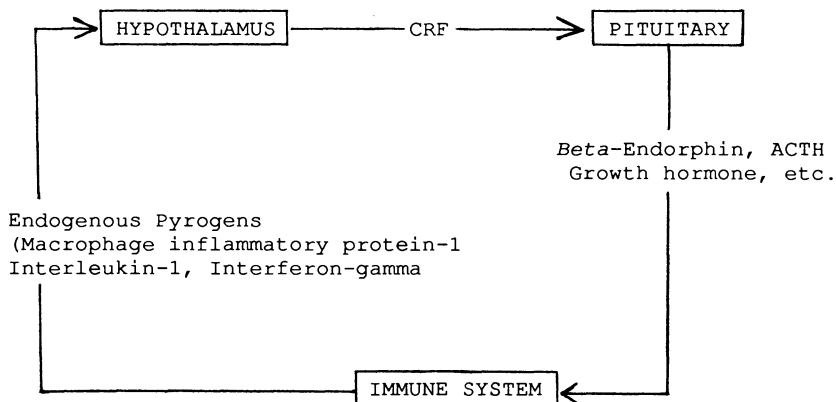 HYPOTHALAMUS
CRF
PITUITARY
Beta-Endorphin, ACTH
Growth hormone, etc.
Endogenous Pyrogens
(Macrophage inflammatory protein-1
Interleukin-1, Interferon-gamma
IMMUNE SYSTEM